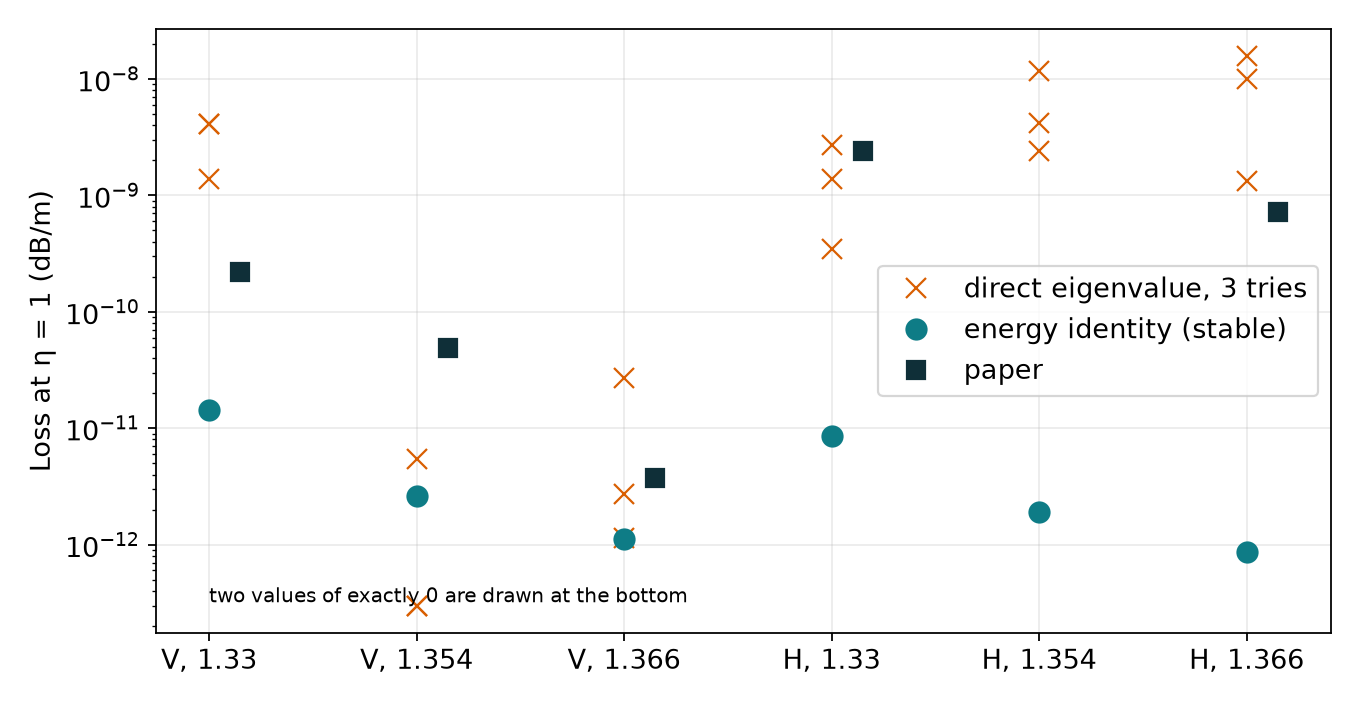 10⁻⁸
10⁻⁹
10⁻¹⁰
10⁻¹¹
10⁻¹²
Loss at η = 1 (dB/m)
direct eigenvalue, 3 tries
energy identity (stable)
paper
two values of exactly 0 are drawn at the bottom
V, 1.33
V, 1.354
V, 1.366
H, 1.33
H, 1.354
H, 1.366